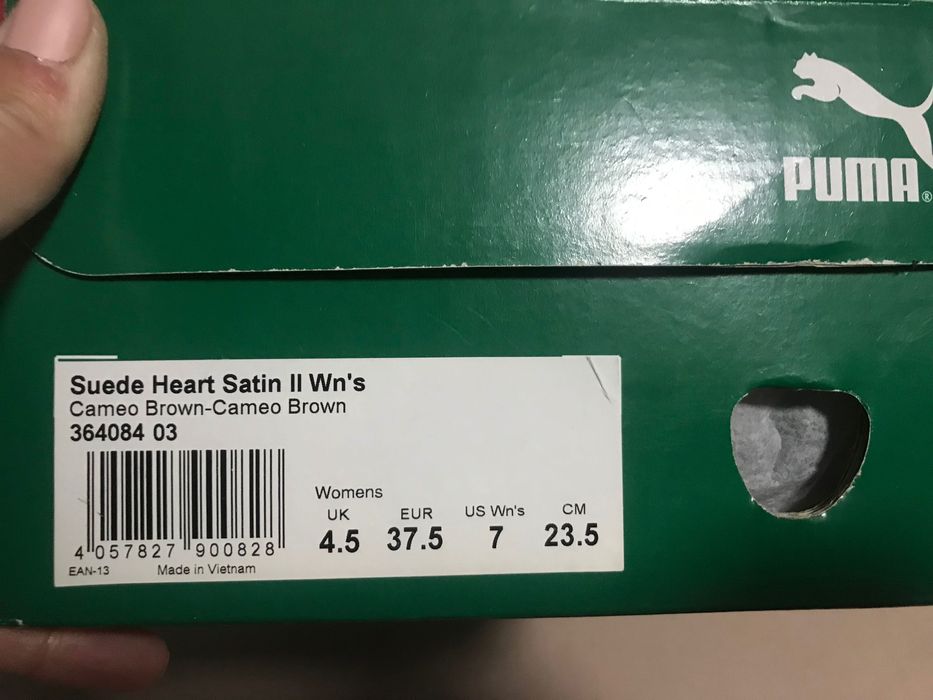 PUMA®
Suede Heart Satin II Wn's
Cameo Brown-Cameo Brown
364084 03
4 057827 900828
EAN-13 Made in Vietnam
Womens
UK EUR US Wn's CM
4.5 37.5 7 23.5